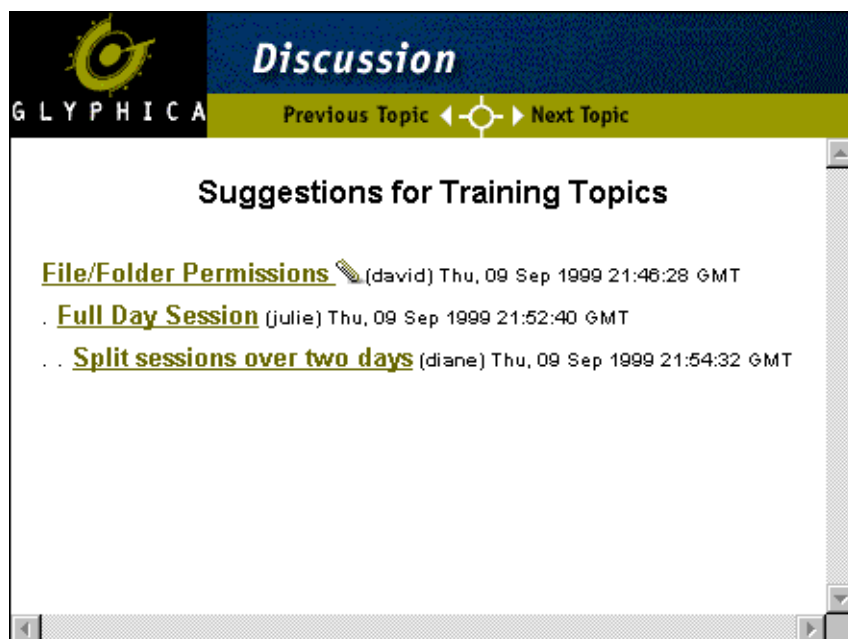 Discussion
GLYPHICA
Previous Topic Next Topic
Suggestions for Training Topics
File/Folder Permissions (david) Thu, 09 Sep 1999 21:46:28 GMT
. Full Day Session (julie) Thu, 09 Sep 1999 21:52:40 GMT
. . Split sessions over two days (diane) Thu, 09 Sep 1999 21:54:32 GMT